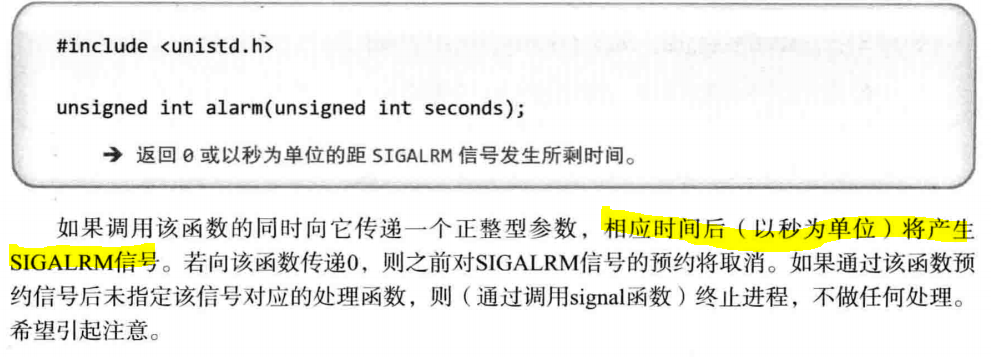 #include <unistd.h>
unsigned int alarm(unsigned int seconds);
➔ 返回 0 或以秒为单位的距 SIGALRM 信号发生所剩时间。
如果调用该函数的同时向它传递一个正整型参数，相应时间后（以秒为单位）将产生
SIGALRM信号。若向该函数传递0，则之前对SIGALRM信号的预约将取消。如果通过该函数预
约信号后未指定该信号对应的处理函数，则（通过调用signal函数）终止进程，不做任何处理。
希望引起注意。